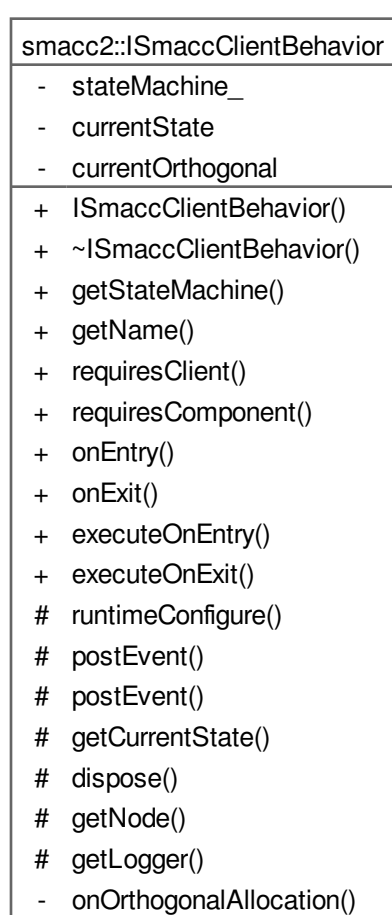 smacc2::ISmaccClientBehavior
- stateMachine_
- currentState
- currentOrthogonal
+ ISmaccClientBehavior()
+ ~ISmaccClientBehavior()
+ getStateMachine()
+ getName()
+ requiresClient()
+ requiresComponent()
+ onEntry()
+ onExit()
+ executeOnEntry()
+ executeOnExit()
# runtimeConfigure()
# postEvent()
# postEvent()
# getCurrentState()
# dispose()
# getNode()
# getLogger()
- onOrthogonalAllocation()